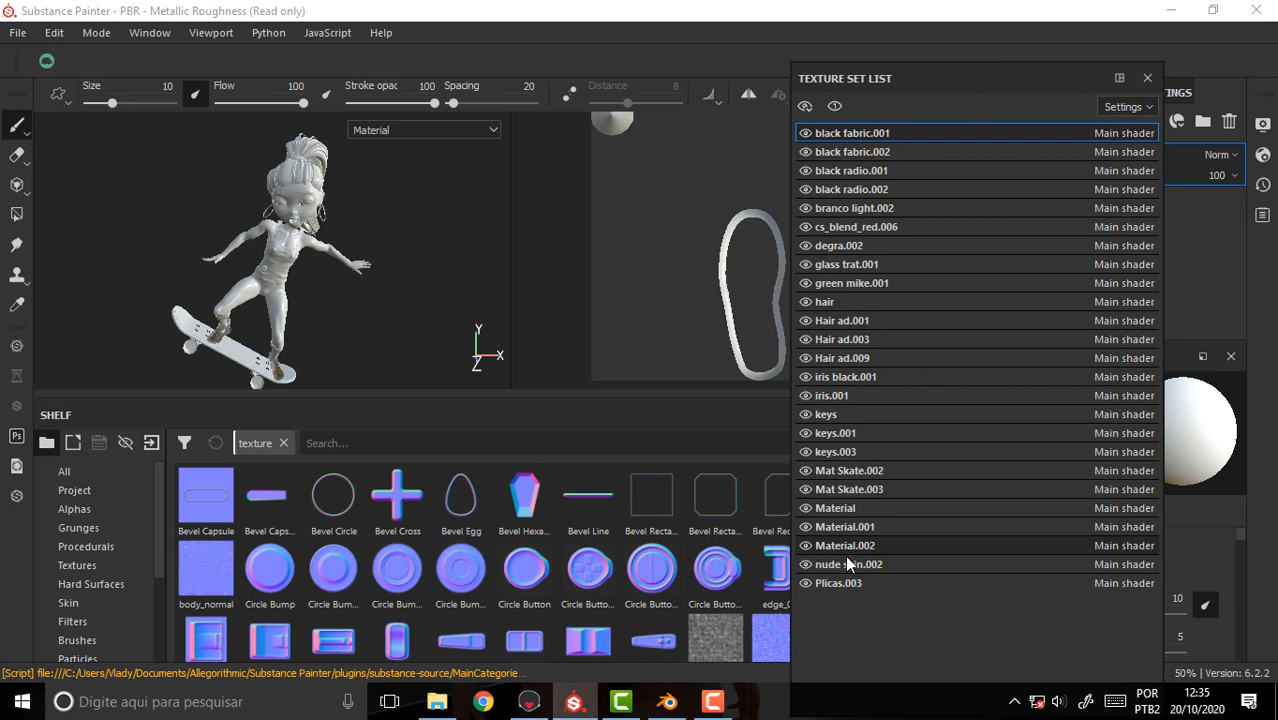 Substance Painter - PBR - Metallic Roughness (Read only)
File Edit Mode Window Viewport Python JavaScript Help
Size 10 Flow 100 Stroke opac 100 Spacing 20 Distance 8
Material
Y
X
Z
TEXTURE SET LIST
Settings
black fabric.001 Main shader
black fabric.002 Main shader
black radio.001 Main shader
black radio.002 Main shader
branco light.002 Main shader
cs_blend_red.006 Main shader
degra.002 Main shader
glass trat.001 Main shader
green mike.001 Main shader
hair Main shader
Hair ad.001 Main shader
Hair ad.003 Main shader
Hair ad.009 Main shader
iris black.001 Main shader
iris.001 Main shader
keys Main shader
keys.001 Main shader
keys.003 Main shader
Mat Skate.002 Main shader
Mat Skate.003 Main shader
Material Main shader
Material.001 Main shader
Material.002 Main shader
nude skin.002 Main shader
Plicas.003 Main shader
TINGS
Norm
100
10
5
SHELF
texture Search...
All
Project
Alphas
Grunges
Procedurals
Textures
Hard Surfaces
Skin
Filters
Brushes
Particles
Bevel Capsule Bevel Caps... Bevel Circle Bevel Cross Bevel Egg Bevel Hexa... Bevel Line Bevel Recta... Bevel Recta... Bevel Rec
body_normal Circle Bump Circle Bum... Circle Bum... Circle Bum... Circle Button Circle Butto... Circle Butto... Circle Butto...
Ps
[Script] file:///C:/Users/vlady/Documents/Allegorithmic/Substance Painter/plugins/substance-source/MainCategorie...
50% | Version: 6.2.2
Digite aqui para pesquisar
POR
PTB2
12:35
20/10/2020